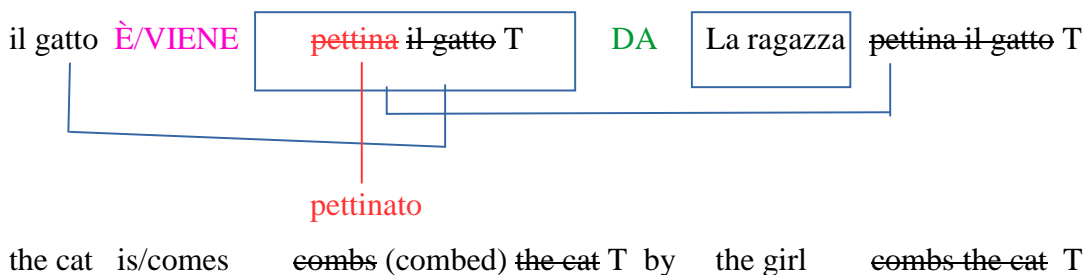 il gatto È/VIENE pettina il gatto T DA La ragazza pettina il gatto T
pettinato
the cat is/comes combs (combed) the cat T by the girl combs the cat T